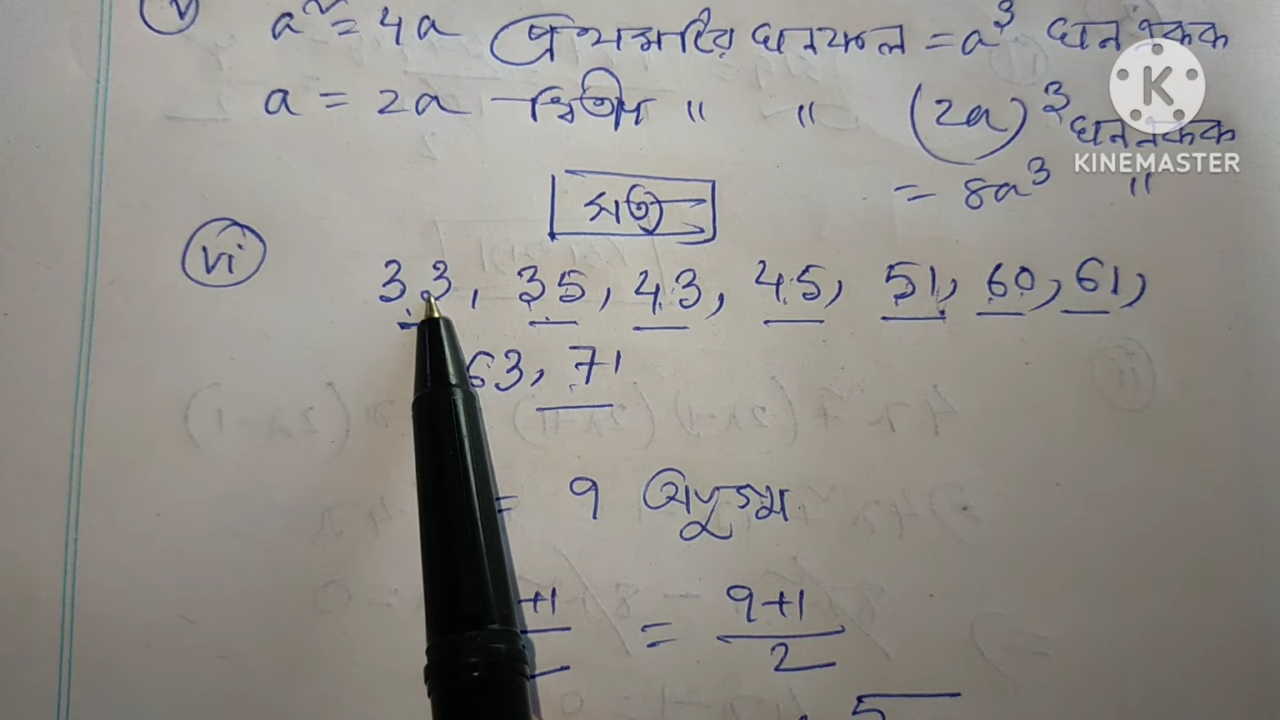 (v) a² = 4a প্রথমটির ঘনফল = a³ ঘন একক
a = 2a দ্বিতীয় " " (2a)³ ঘন একক
= 8a³ "
সত্য
(vi) 33, 35, 43, 45, 51, 60, 61,
63, 71
= 9 অযুগ্ম
+1 = 9+1
2
5
K
KINEMASTER